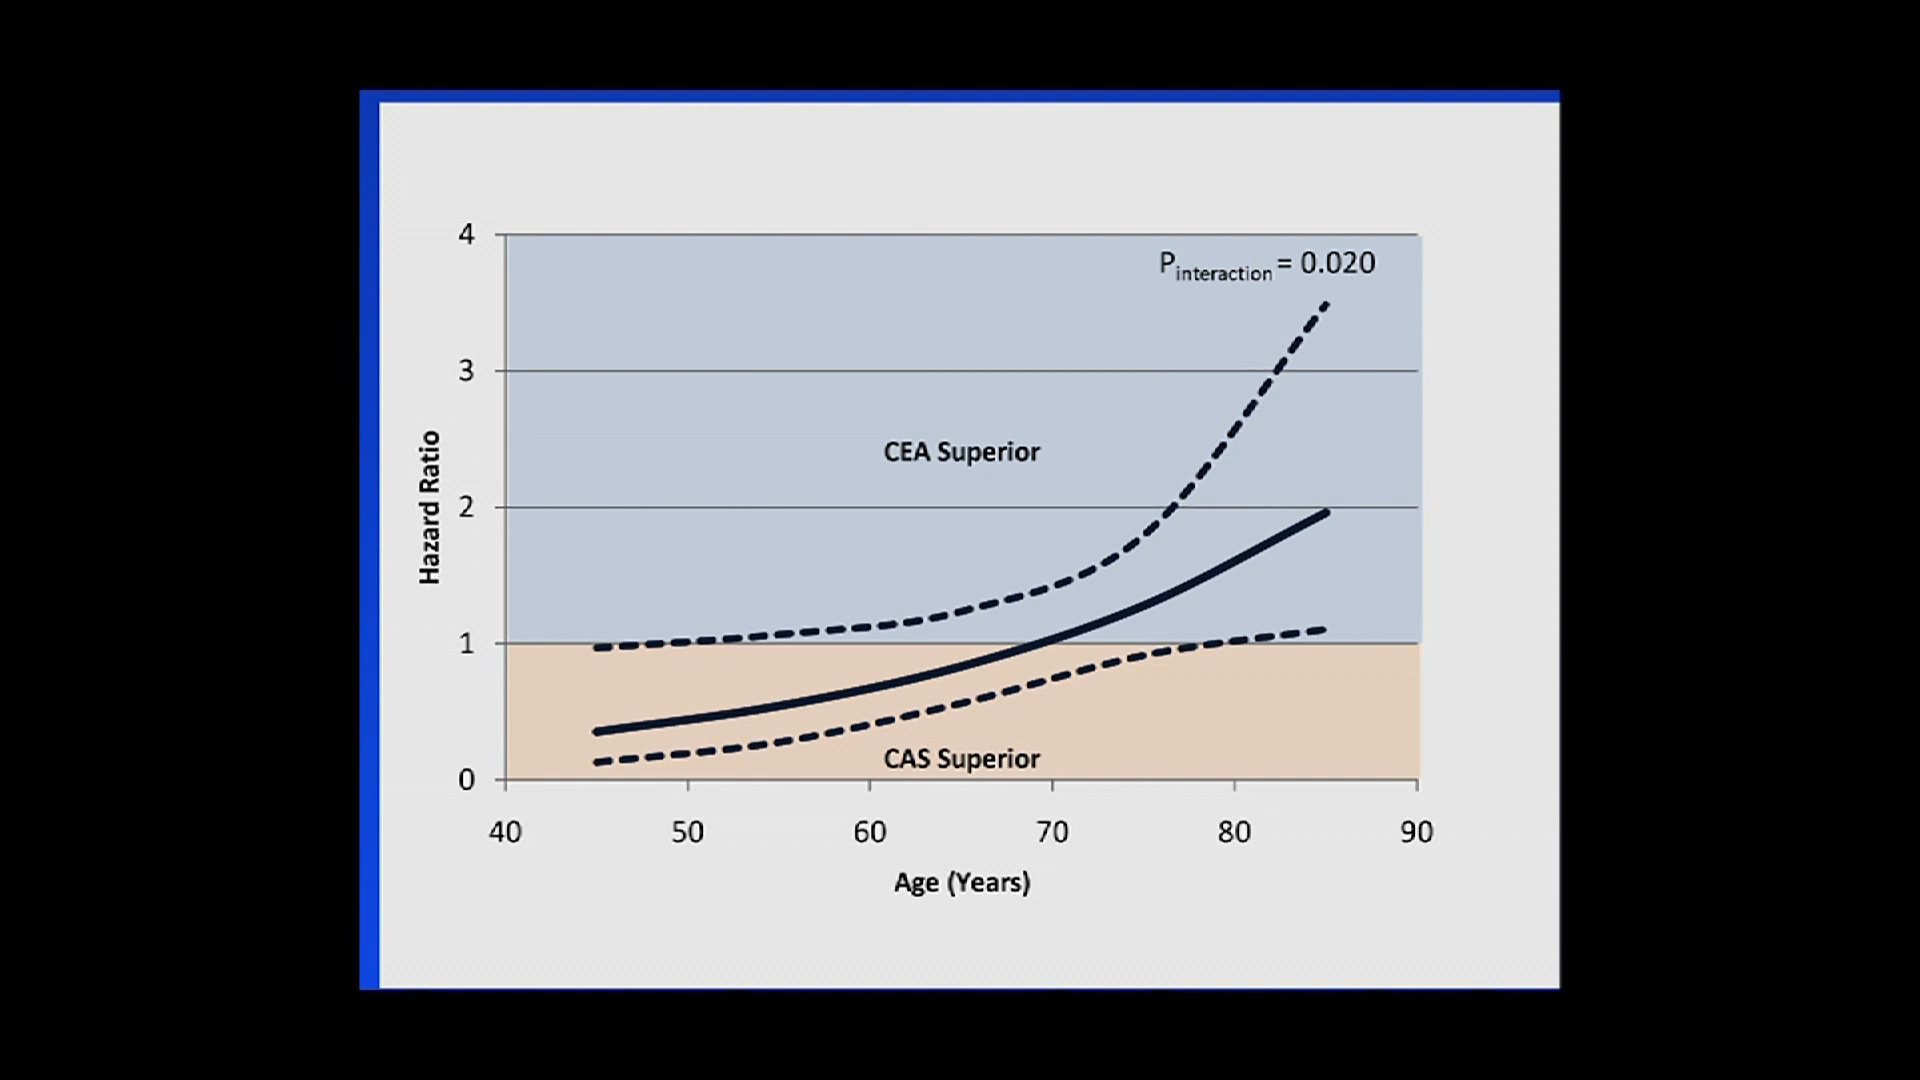 4
P interaction = 0.020
3
CEA Superior
Hazard Ratio
2
1
CAS Superior
0
40 50 60 70 80 90
Age (Years)